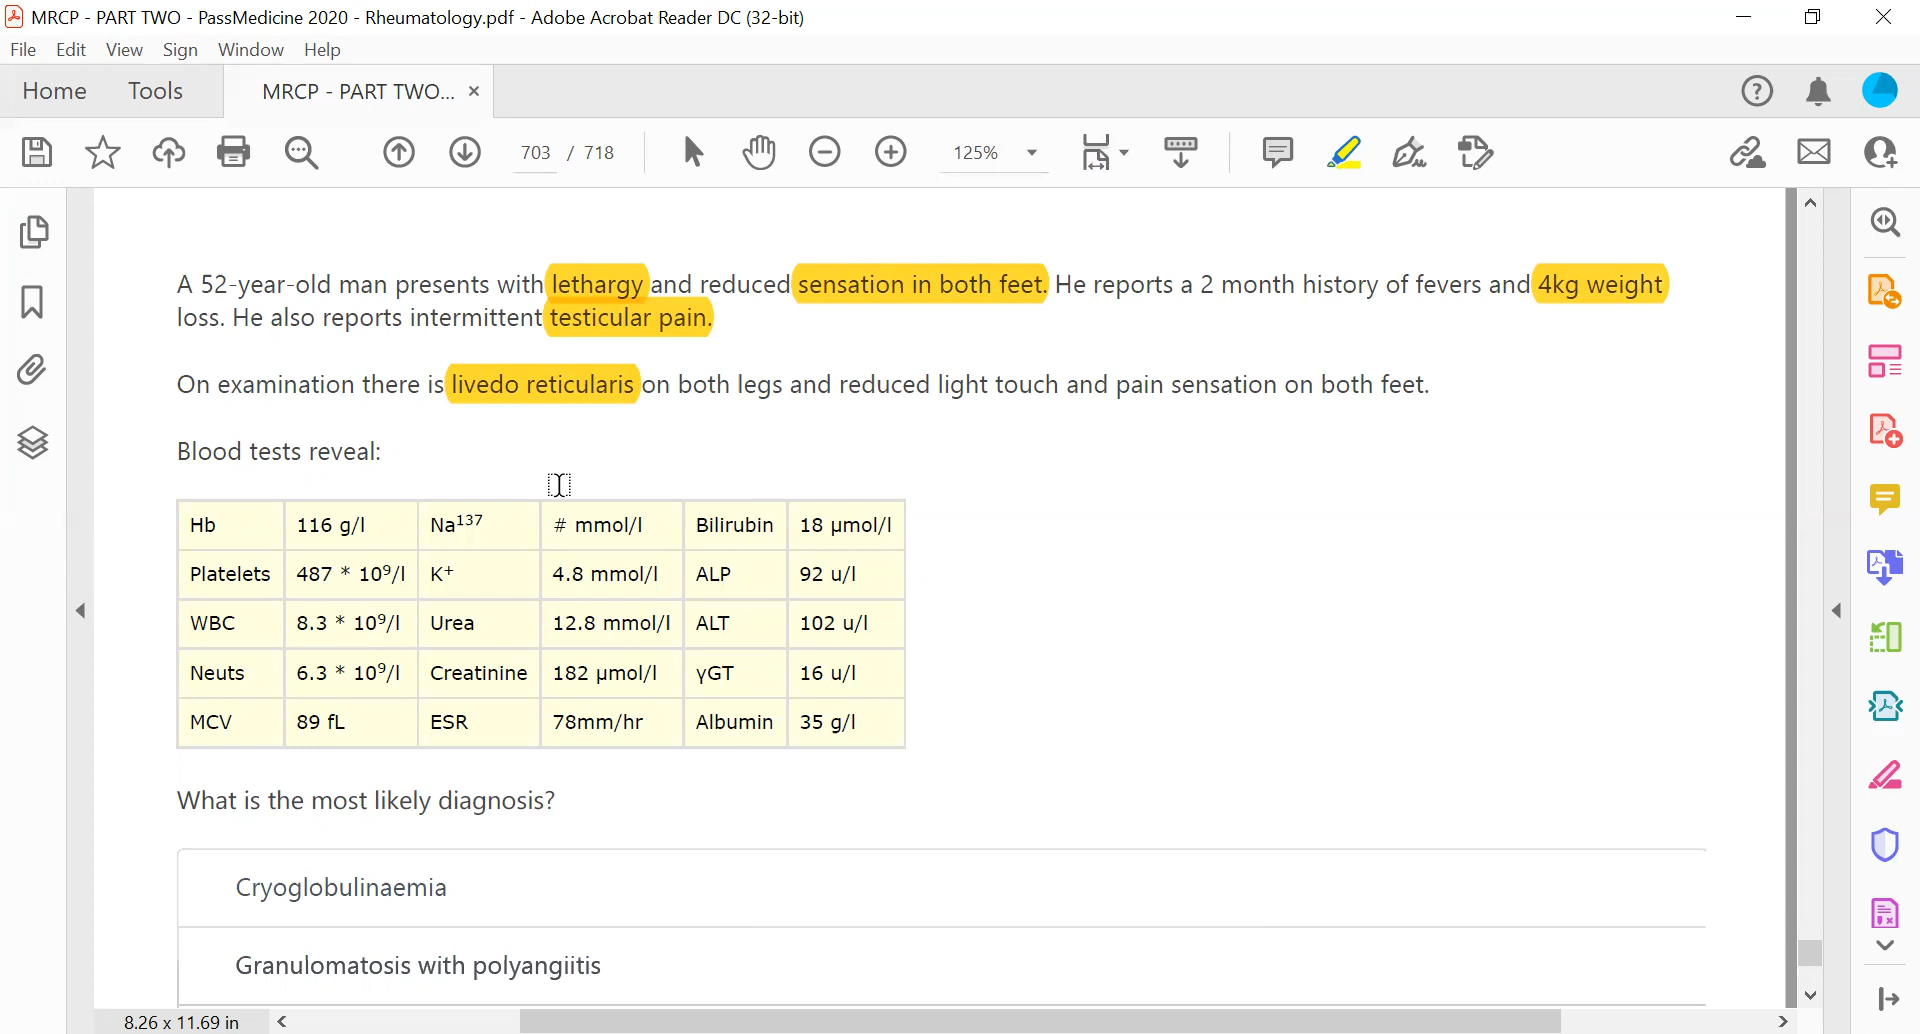 MRCP - PART TWO - PassMedicine 2020 - Rheumatology.pdf - Adobe Acrobat Reader DC (32-bit)
File Edit View Sign Window Help
Home Tools MRCP - PART TWO... ×
703 / 718 125%
A 52-year-old man presents with lethargy and reduced sensation in both feet. He reports a 2 month history of fevers and 4kg weight
loss. He also reports intermittent testicular pain.
On examination there is livedo reticularis on both legs and reduced light touch and pain sensation on both feet.
Blood tests reveal:
Hb 116 g/l Na¹³⁷ # mmol/l Bilirubin 18 µmol/l
Platelets 487 * 10⁹/l K⁺ 4.8 mmol/l ALP 92 u/l
WBC 8.3 * 10⁹/l Urea 12.8 mmol/l ALT 102 u/l
Neuts 6.3 * 10⁹/l Creatinine 182 µmol/l γGT 16 u/l
MCV 89 fL ESR 78mm/hr Albumin 35 g/l
What is the most likely diagnosis?
Cryoglobulinaemia
Granulomatosis with polyangiitis
8.26 x 11.69 in